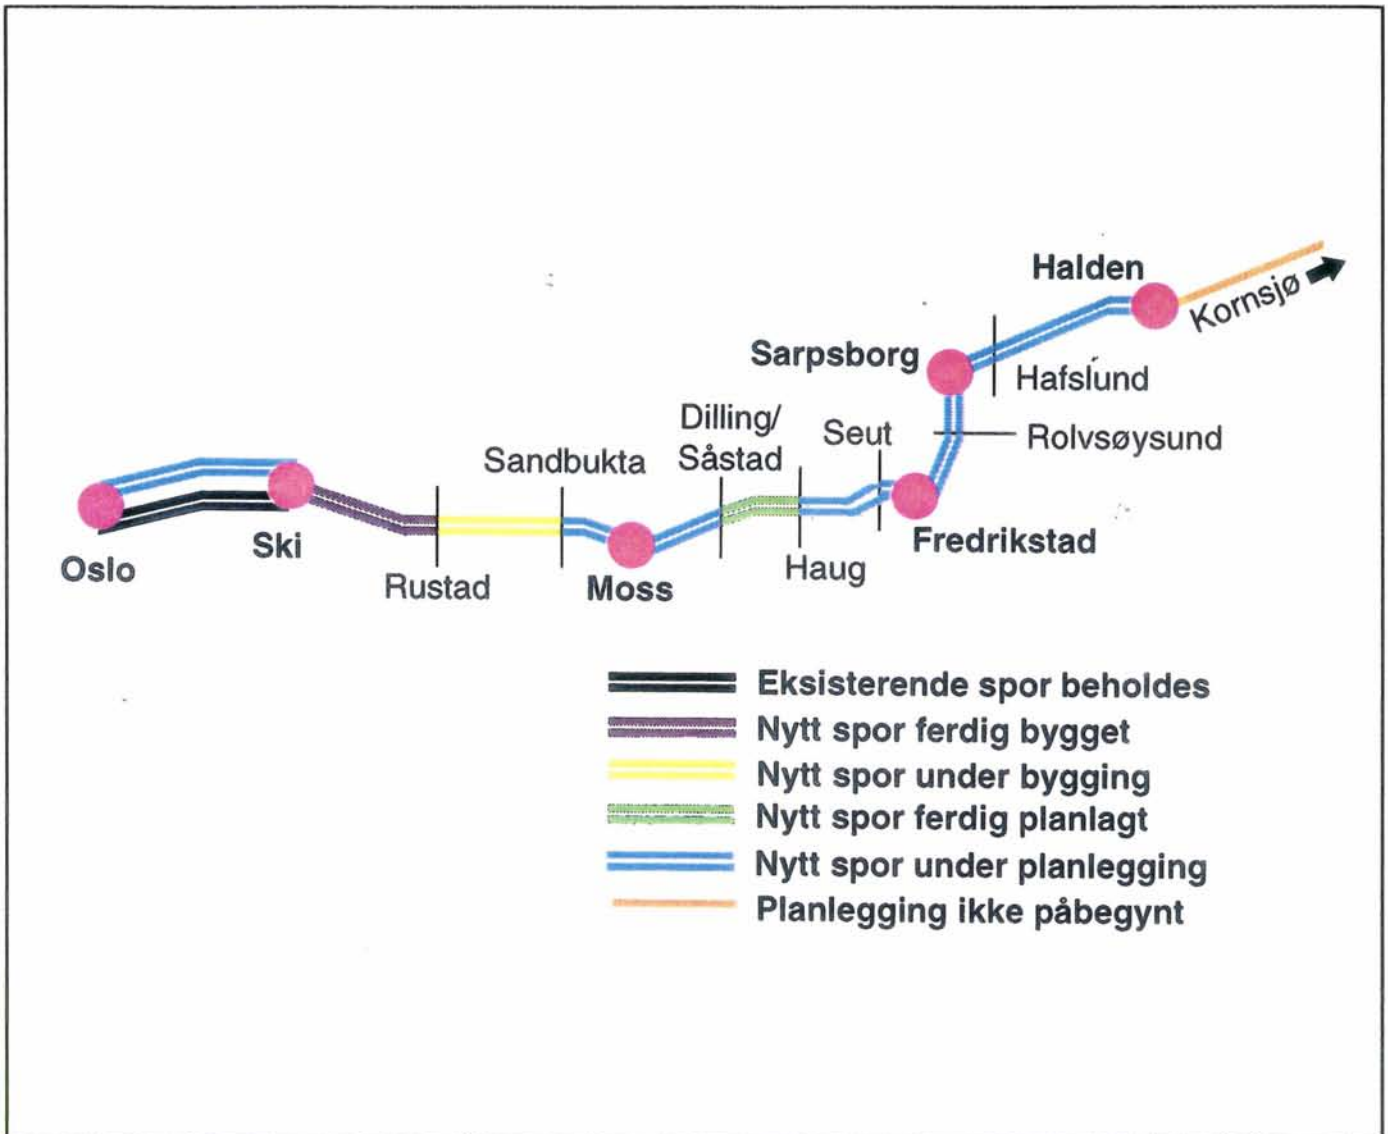 Halden
Kornsjø
Sarpsborg
Hafslund
Dilling/
Såstad
Seut
Rolvsøysund
Sandbukta
Oslo
Ski
Rustad
Moss
Haug
Fredrikstad
Eksisterende spor beholdes
Nytt spor ferdig bygget
Nytt spor under bygging
Nytt spor ferdig planlagt
Nytt spor under planlegging
Planlegging ikke påbegynt